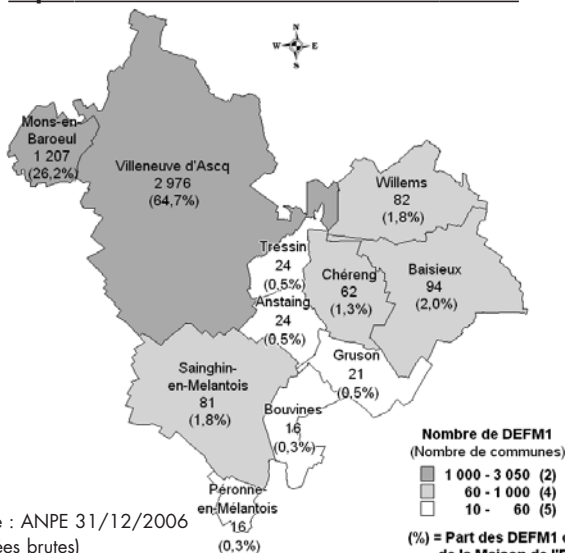 N
W E
S
Mons-en-
Baroeul
1 207
(26,2%)
Villeneuve d'Ascq
2 976
(64,7%)
Willems
82
(1,8%)
Tressin
24
(0,5%)
Chéreng
62
(1,3%)
Baisieux
94
(2,0%)
Anstaing
24
(0,5%)
Gruson
21
(0,5%)
Sainghin-
en-Melantois
81
(1,8%)
Bouvines
16
(0,3%)
Péronne-
en-Mélantois
16
(0,3%)
Nombre de DEFM1
(Nombre de communes)
1 000 - 3 050 (2)
60 - 1 000 (4)
10 - 60 (5)
: ANPE 31/12/2006
brutes)
(%) = Part des DEFM1
de la Maison de